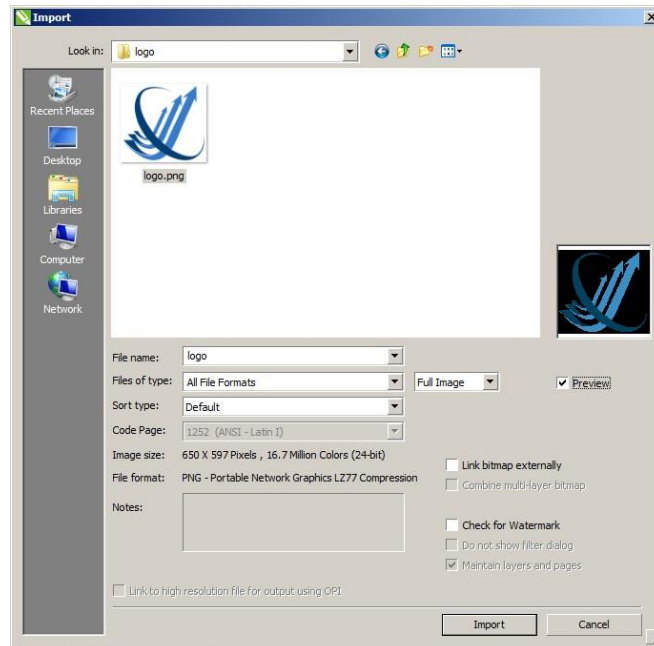 Import
Look in: logo
Recent Places
Desktop
Libraries
Computer
Network
logo.png
File name: logo
Files of type: All File Formats Full Image Preview
Sort type: Default
Code Page: 1252 (ANSI - Latin I)
Image size: 650 X 597 Pixels , 16.7 Million Colors (24-bit)
File format: PNG - Portable Network Graphics LZ77 Compression
Notes:
Link bitmap externally
Combine multi-layer bitmap
Check for Watermark
Do not show filter dialog
Maintain layers and pages
Link to high resolution file for output using OPI
Import Cancel